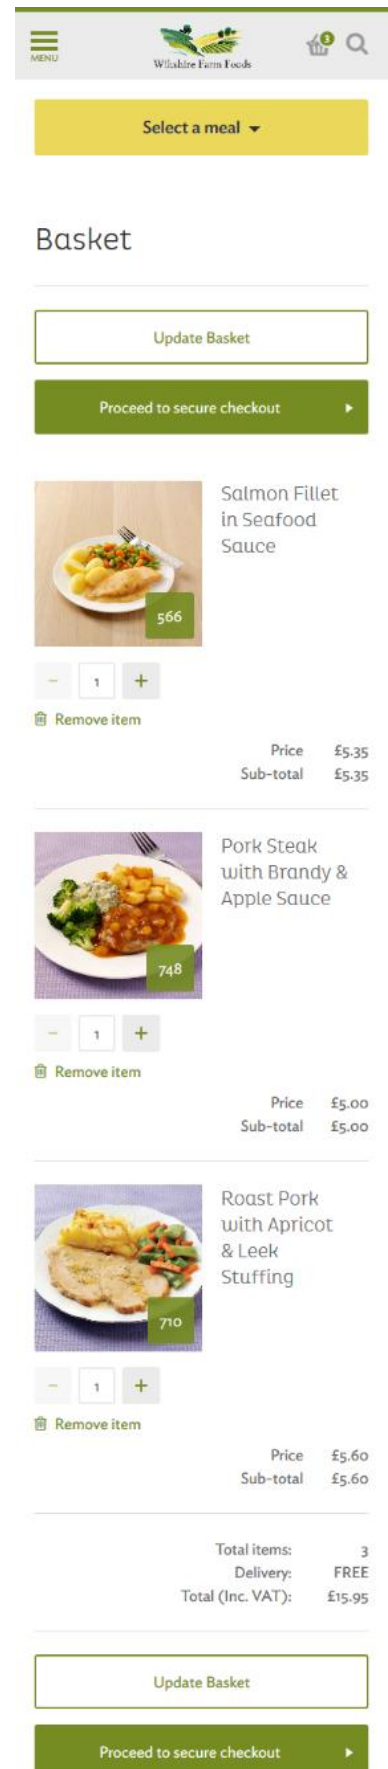 MENU
Wiltshire Farm Foods
3
Select a meal
Basket
Update Basket
Proceed to secure checkout
Salmon Fillet
in Seafood
Sauce
566
− 1 +
Remove item
Price £5.35
Sub-total £5.35
Pork Steak
with Brandy &
Apple Sauce
748
− 1 +
Remove item
Price £5.00
Sub-total £5.00
Roast Pork
with Apricot
& Leek
Stuffing
710
− 1 +
Remove item
Price £5.60
Sub-total £5.60
Total items: 3
Delivery: FREE
Total (Inc. VAT): £15.95
Update Basket
Proceed to secure checkout